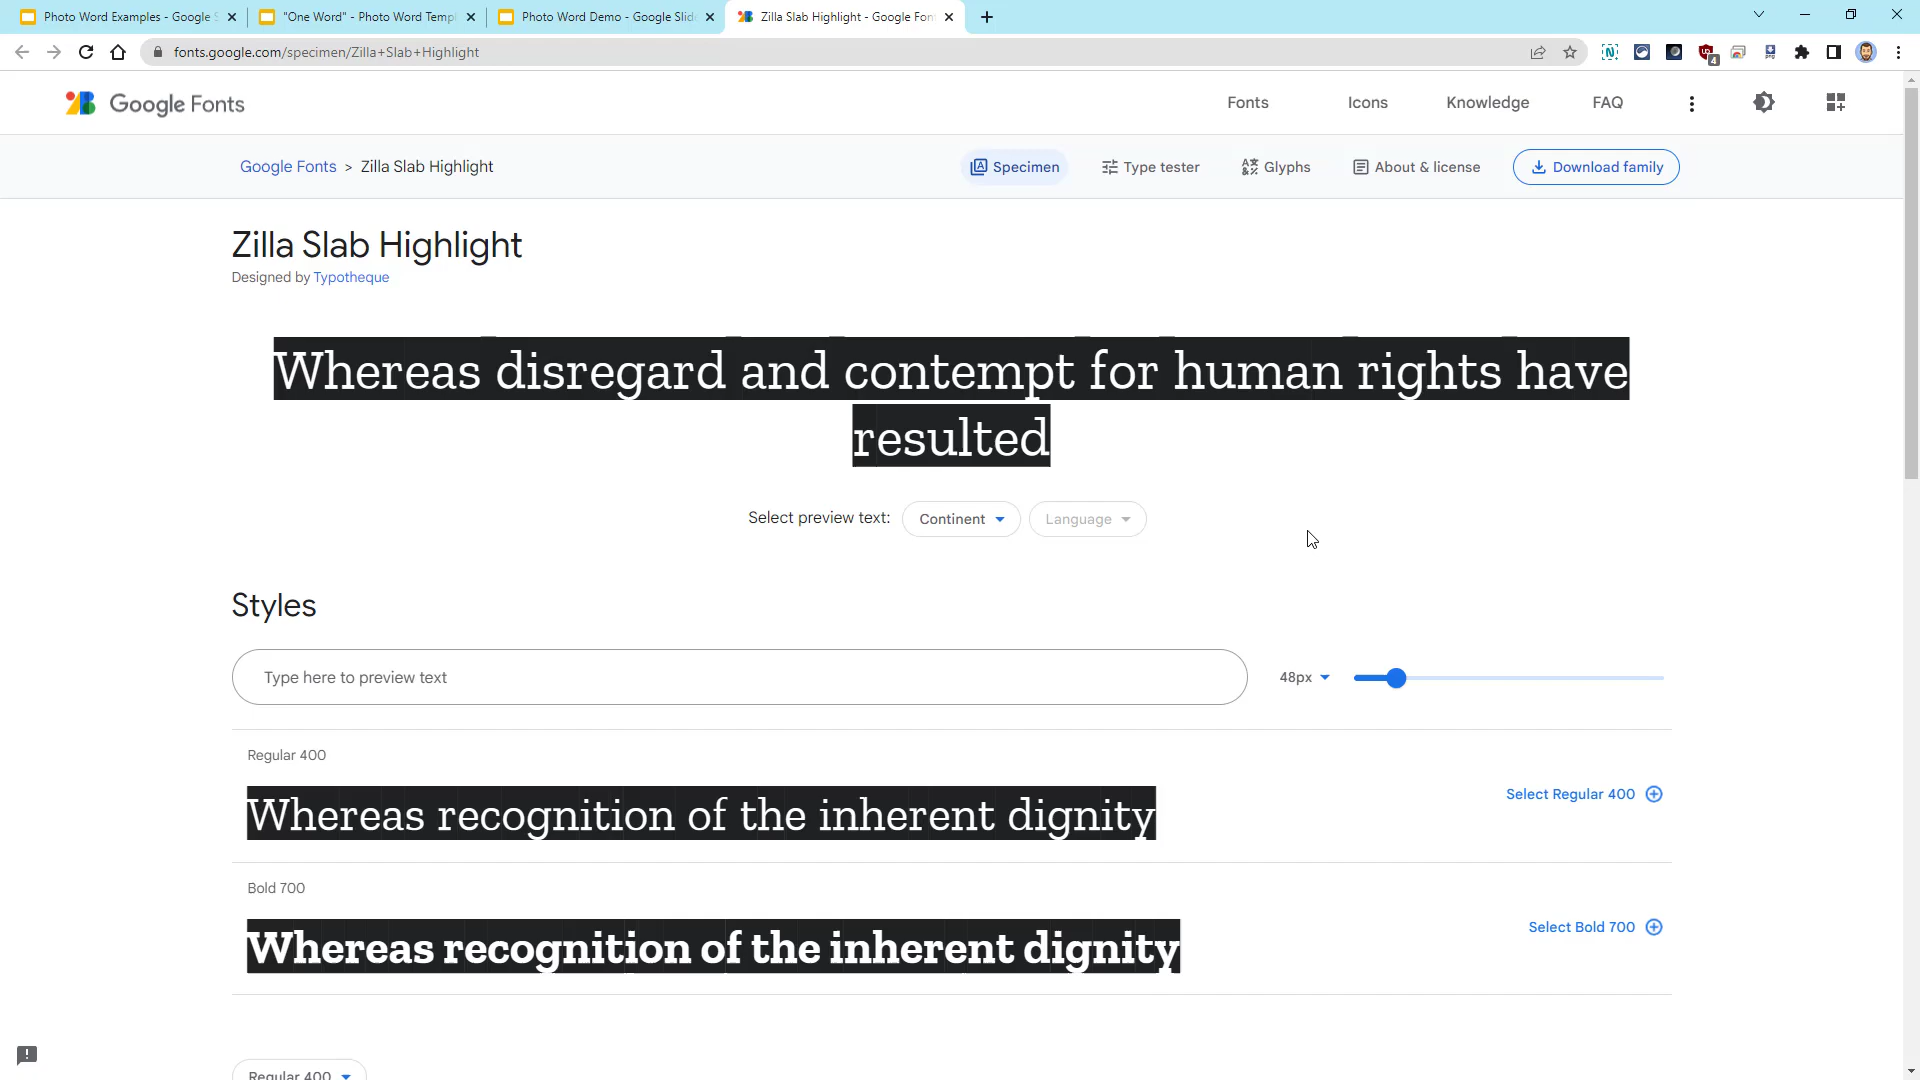 Photo Word Examples - Google S
"One Word" - Photo Word Templ
Photo Word Demo - Google Slid
Zilla Slab Highlight - Google Font
fonts.google.com/specimen/Zilla+Slab+Highlight
4
Google Fonts
Fonts
Icons
Knowledge
FAQ
Google Fonts > Zilla Slab Highlight
Specimen
Type tester
Glyphs
About & license
Download family
Zilla Slab Highlight
Designed by Typotheque
Whereas disregard and contempt for human rights have
resulted
Select preview text:
Continent
Language
Styles
Type here to preview text
48px
Regular 400
Whereas recognition of the inherent dignity
Select Regular 400
Bold 700
Whereas recognition of the inherent dignity
Select Bold 700
Regular 400